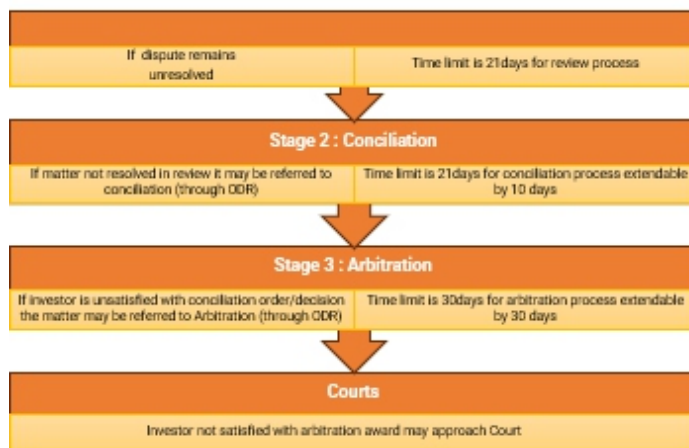 If dispute remains
unresolved
Time limit is 21days for review process
Stage 2 : Conciliation
If matter not resolved in review it may be referred to
conciliation (through ODR)
Time limit is 21days for conciliation process extendable
by 10 days
Stage 3 : Arbitration
If investor is unsatisfied with conciliation order/decision
the matter may be referred to Arbitration (through ODR)
Time limit is 30days for arbitration process extendable
by 30 days
Courts
Investor not satisfied with arbitration award may approach Court